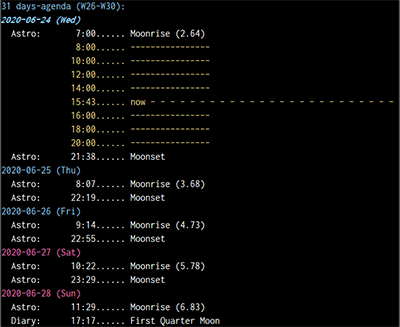 31 days-agenda (W26-W30):
2020-06-24 (Wed)
Astro: 7:00...... Moonrise (2.64)
8:00...... ----------------
10:00...... ----------------
12:00...... ----------------
14:00...... ----------------
15:43...... now - - - - - - - - - - - - - - - - - - - - - - - - -
16:00...... ----------------
18:00...... ----------------
20:00...... ----------------
Astro: 21:38...... Moonset
2020-06-25 (Thu)
Astro: 8:07...... Moonrise (3.68)
Astro: 22:19...... Moonset
2020-06-26 (Fri)
Astro: 9:14...... Moonrise (4.73)
Astro: 22:55...... Moonset
2020-06-27 (Sat)
Astro: 10:22...... Moonrise (5.78)
Astro: 23:29...... Moonset
2020-06-28 (Sun)
Astro: 11:29...... Moonrise (6.83)
Diary: 17:17...... First Quarter Moon